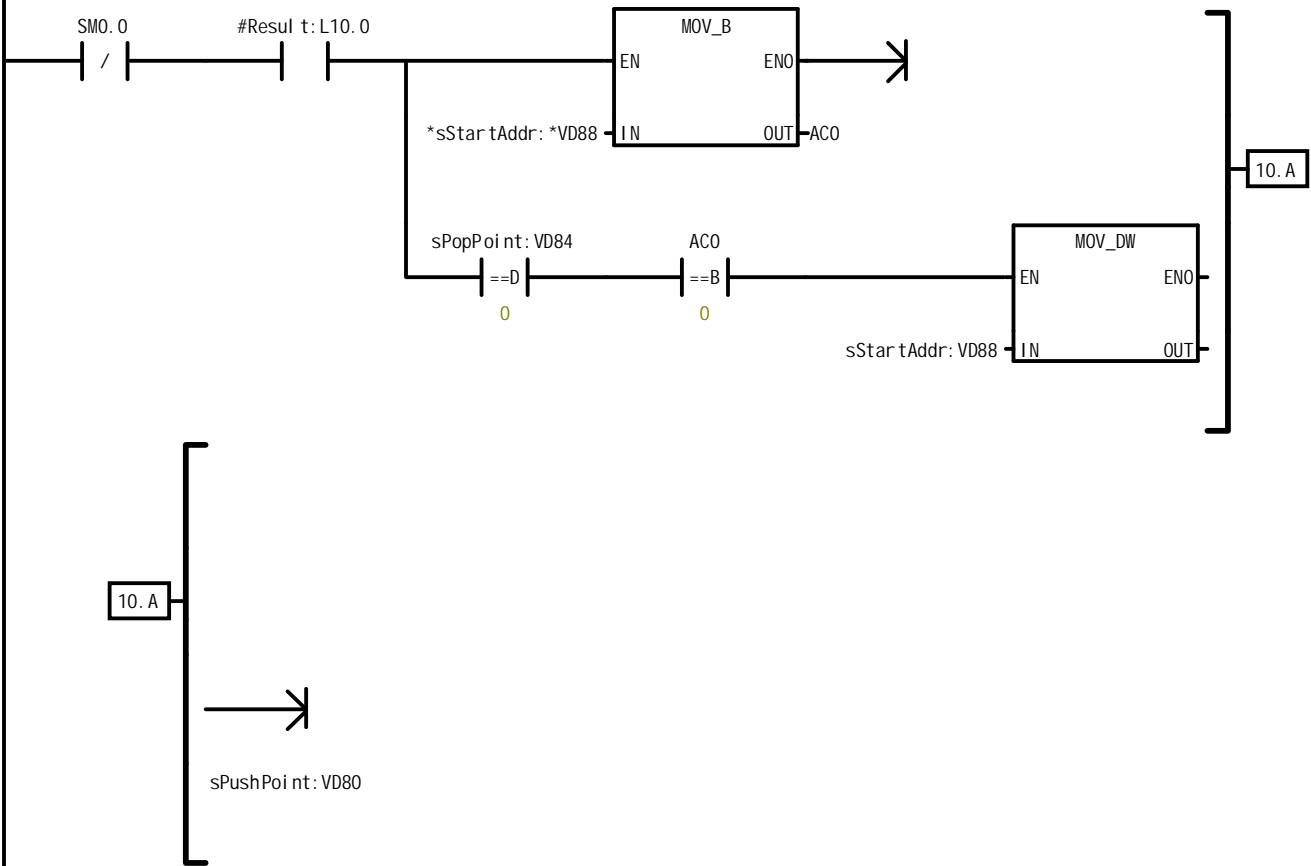 SM0.0 #Result:L10.0 MOV_B
/ EN ENO
*sStartAddr:*VD88 IN OUT AC0
10.A
sPopPoint:VD84 AC0 MOV_DW
==D ==B EN ENO
0 0
sStartAddr:VD88 IN OUT
10.A
sPushPoint:VD80